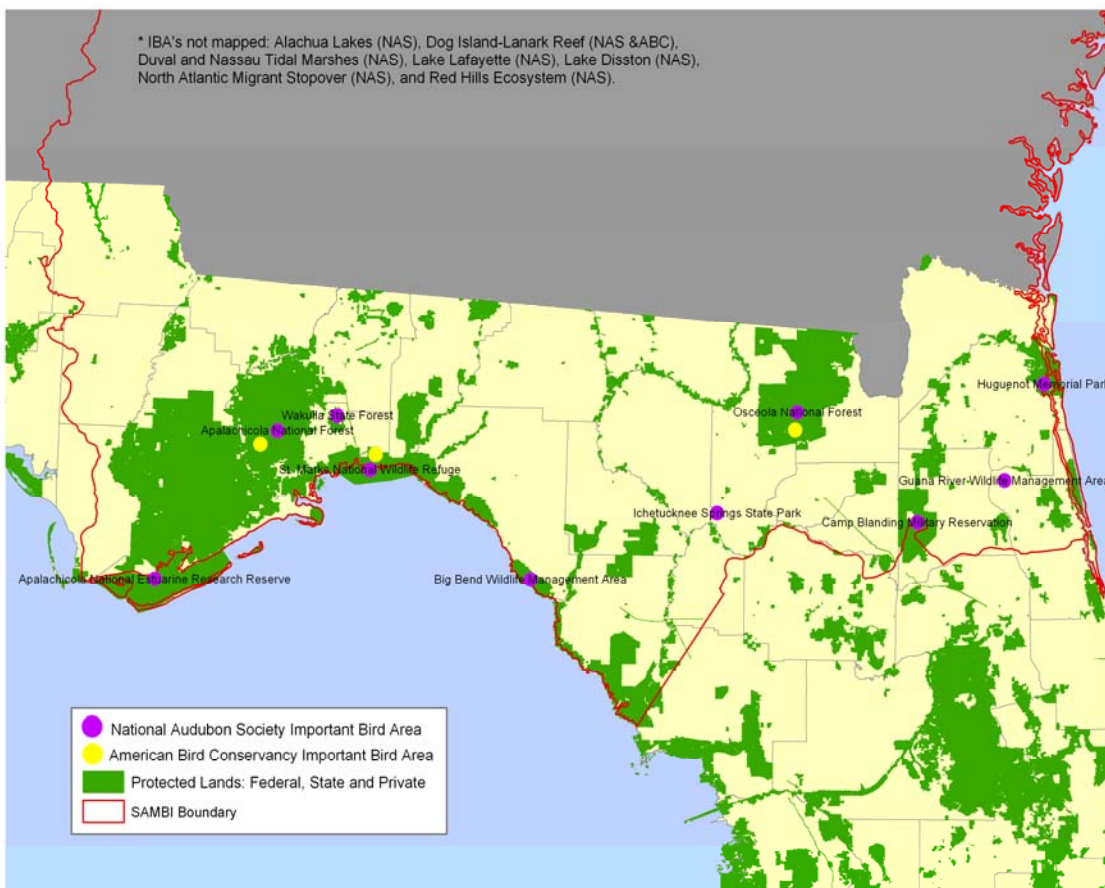 * IBA's not mapped: Alachua Lakes (NAS), Dog Island-Lanark Reef (NAS &ABC),
Duval and Nassau Tidal Marshes (NAS), Lake Lafayette (NAS), Lake Disston (NAS),
North Atlantic Migrant Stopover (NAS), and Red Hills Ecosystem (NAS).
Huguenot Memorial Park
Wakulla State Forest
Osceola National Forest
Apalachicola National Forest
St. Marks National Wildlife Refuge
Guana River-Wildlife Management Area
Ichetucknee Springs State Park
Camp Blanding Military Reservation
Apalachicola National Estuarine Research Reserve
Big Bend Wildlife Management Area
National Audubon Society Important Bird Area
American Bird Conservancy Important Bird Area
Protected Lands: Federal, State and Private
SAMBI Boundary